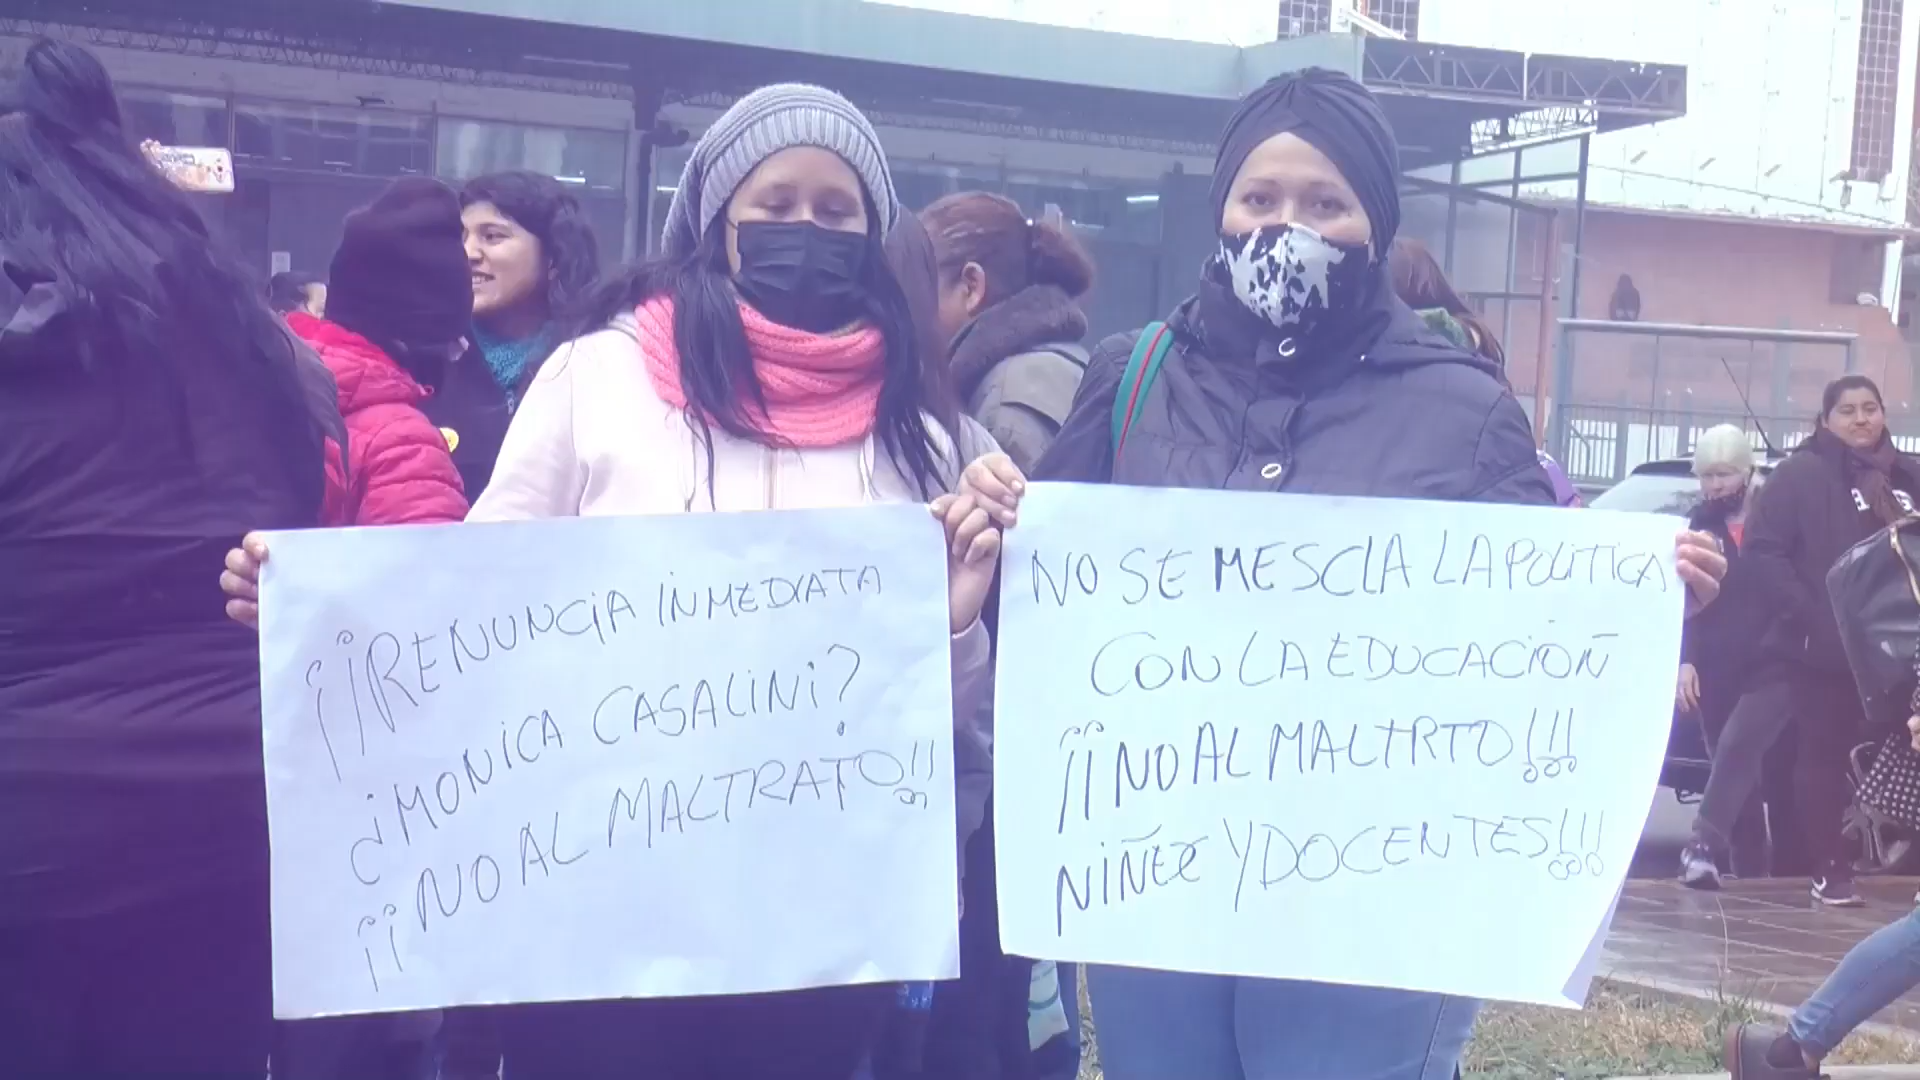 ¡¡RENUNCIA INMEDIATA
¿MONICA CASALINI?
¡¡NO AL MALTRATO!!
NO SE MESCLA LA POLITICA
CON LA EDUCACIOÑ
¡¡NO AL MALTRTO!!!
NIÑEZ Y DOCENTES!!!